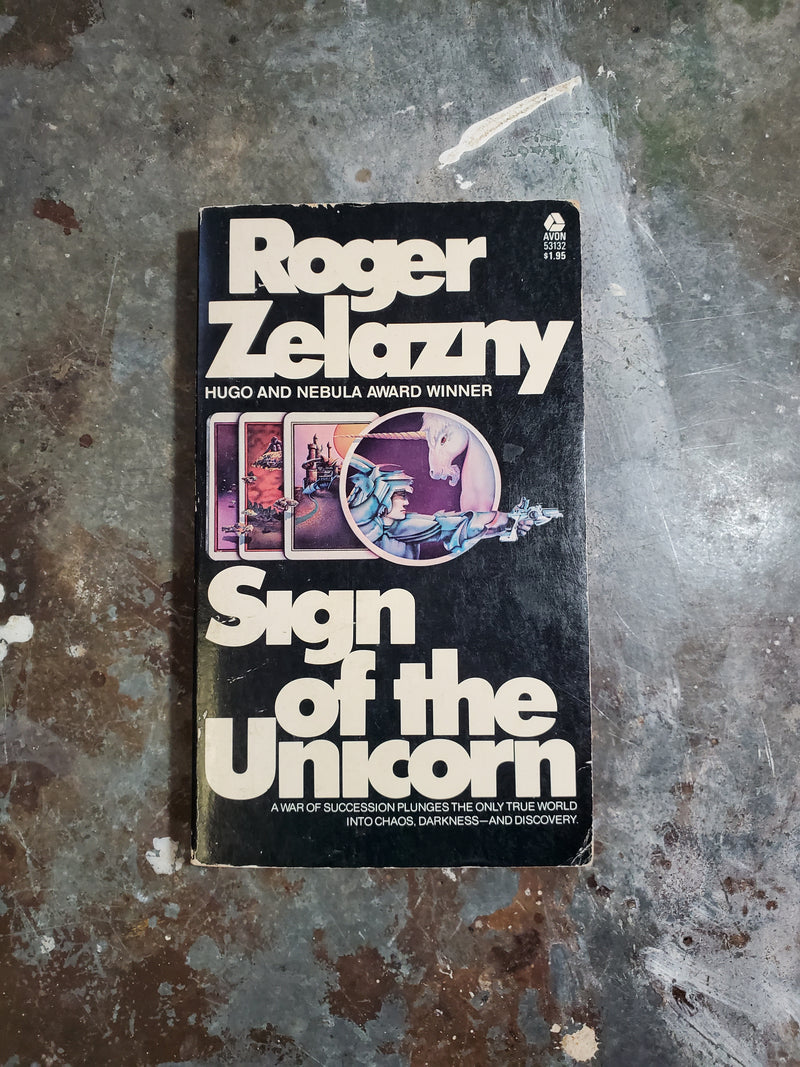 Roger
Zelazny
AVON
53132
$1.95
HUGO AND NEBULA AWARD WINNER
Sign
of the
Unicorn
A WAR OF SUCCESSION PLUNGES THE ONLY TRUE WORLD
INTO CHAOS, DARKNESS—AND DISCOVERY.